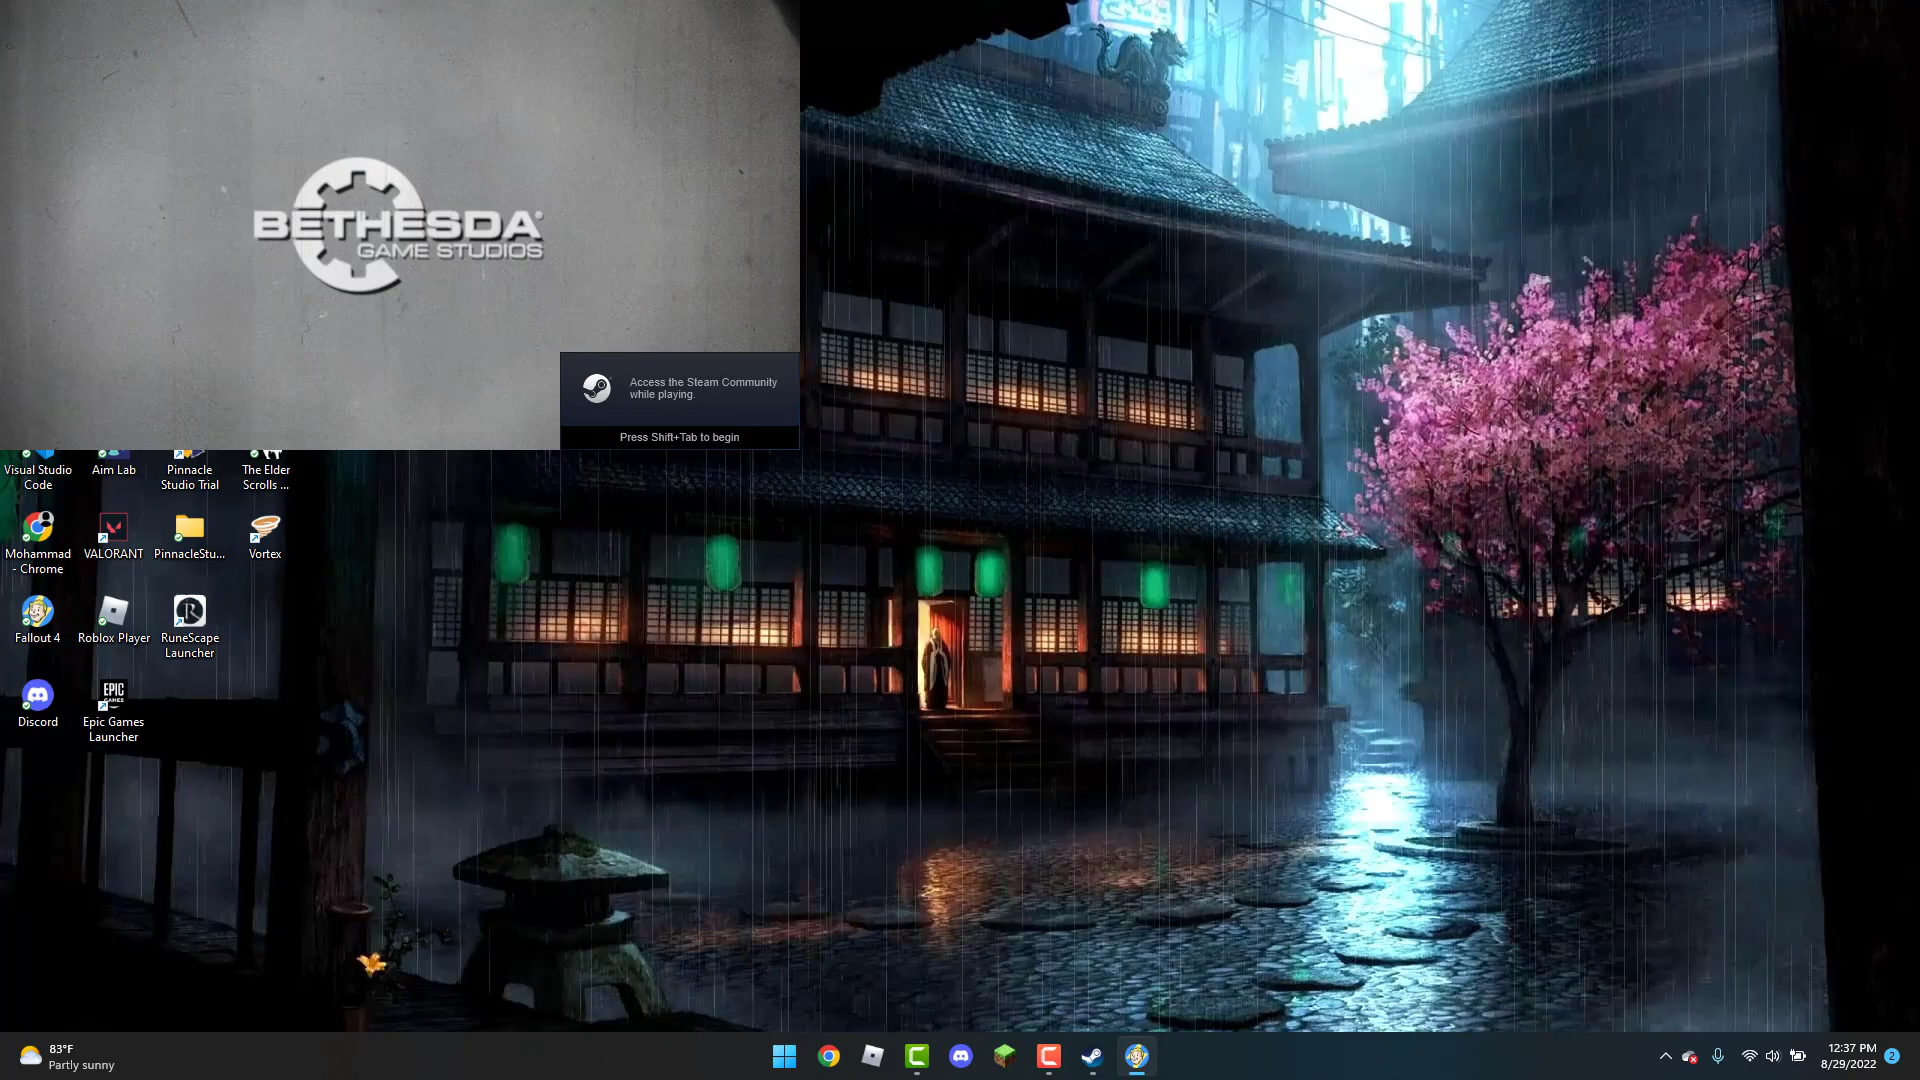 BETHESDA
GAME STUDIOS
Access the Steam Community
while playing.
Press Shift+Tab to begin
Visual Studio
Code
Aim Lab
Pinnacle
Studio Trial
The Elder
Scrolls ...
Mohammad
- Chrome
VALORANT
PinnacleStu...
Vortex
Fallout 4
Roblox Player
RuneScape
Launcher
Discord
EPIC
GAMES
Epic Games
Launcher
83°F
Partly sunny
12:37 PM
8/29/2022
2